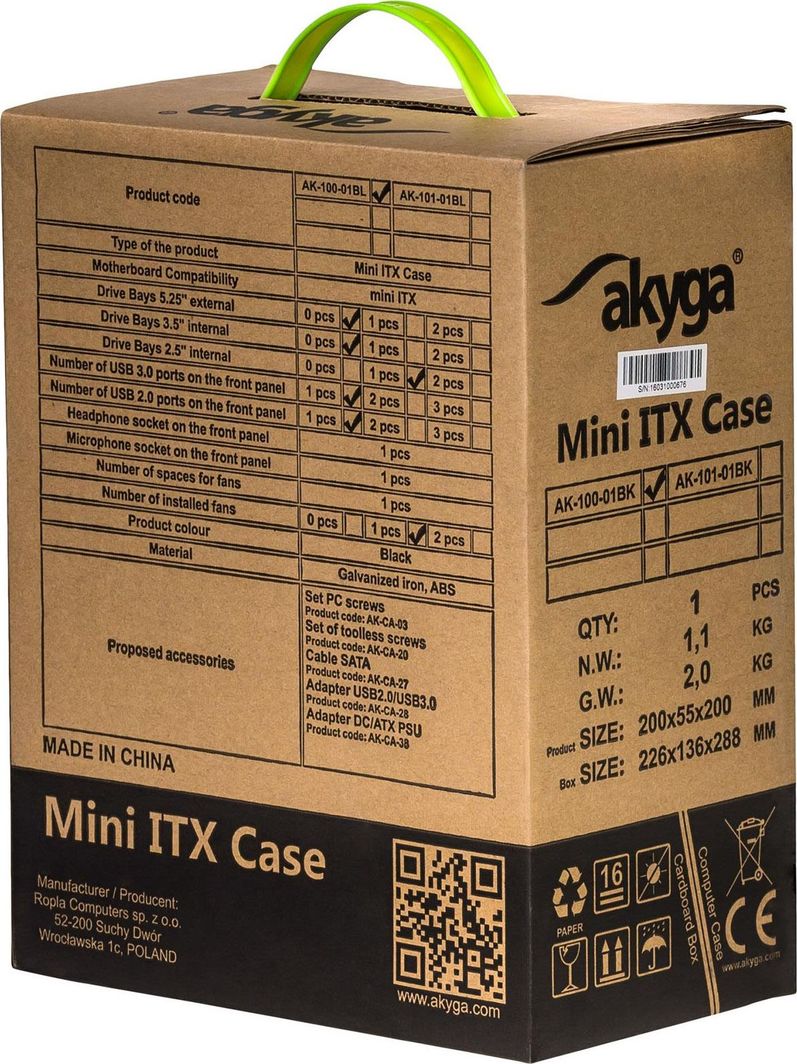 akyga
Product code
AK-100-01BL ✓ AK-101-01BL
Type of the product Mini ITX Case
Motherboard Compatibility mini ITX
Drive Bays 5.25" external 0 pcs ✓ 1 pcs 2 pcs
Drive Bays 3.5" internal 0 pcs ✓ 1 pcs 2 pcs
Drive Bays 2.5" internal 0 pcs 1 pcs ✓ 2 pcs
Number of USB 3.0 ports on the front panel 1 pcs ✓ 2 pcs 3 pcs
Number of USB 2.0 ports on the front panel 1 pcs ✓ 2 pcs 3 pcs
Headphone socket on the front panel 1 pcs
Microphone socket on the front panel 1 pcs
Number of spaces for fans 1 pcs
Number of installed fans 0 pcs 1 pcs ✓ 2 pcs
Product colour Black
Material Galvanized iron, ABS
Proposed accessories
Set PC screws
Product code: AK-CA-03
Set of toolless screws
Product code: AK-CA-20
Cable SATA
Product code: AK-CA-27
Adapter USB2.0/USB3.0
Product code: AK-CA-28
Adapter DC/ATX PSU
Product code: AK-CA-38
MADE IN CHINA
Mini ITX Case
Manufacturer / Producent:
Ropla Computers sp. z o.o.
52-200 Suchy Dwór
Wrocławska 1c, POLAND
www.akyga.com
akyga®
S/N:16031000676
Mini ITX Case
AK-100-01BK ✓ AK-101-01BK
QTY: 1 PCS
N.W.: 1,1 KG
G.W.: 2,0 KG
Product SIZE: 200x55x200 MM
Box SIZE: 226x136x288 MM
PAPER
16
Cardboard Box
Computer Case
CE
www.akyga.com